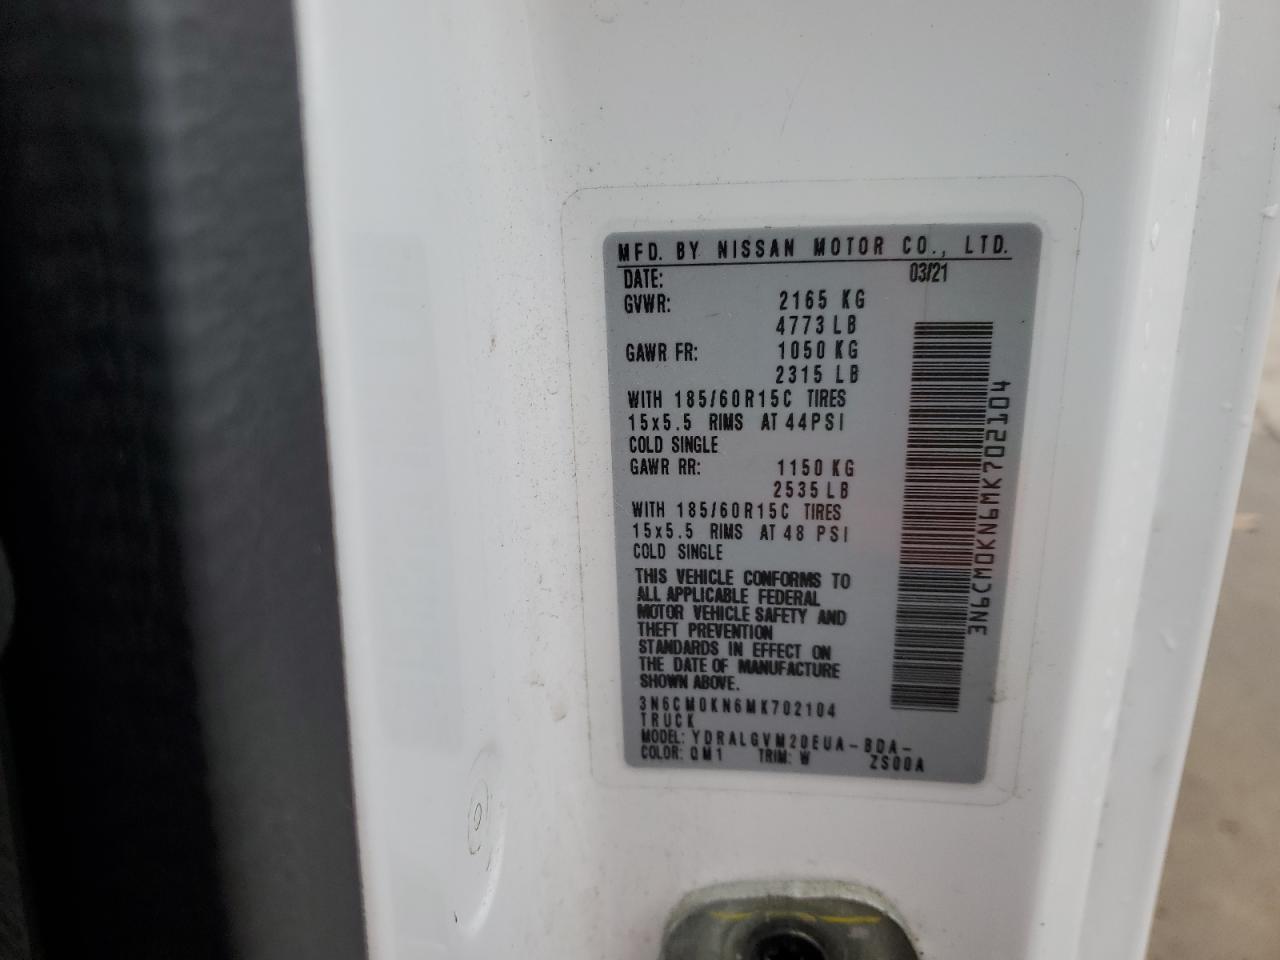 MFD. BY NISSAN MOTOR CO., LTD.
DATE: 03/21
GVWR: 2165 KG
4773 LB
GAWR FR: 1050 KG
2315 LB
WITH 185/60R15C TIRES
15x5.5 RIMS AT 44PSI
COLD SINGLE
GAWR RR: 1150 KG
2535 LB
WITH 185/60R15C TIRES
15x5.5 RIMS AT 48 PSI
COLD SINGLE
THIS VEHICLE CONFORMS TO
ALL APPLICABLE FEDERAL
MOTOR VEHICLE SAFETY AND
THEFT PREVENTION
STANDARDS IN EFFECT ON
THE DATE OF MANUFACTURE
SHOWN ABOVE.
3N6CM0KN6MK702104
TRUCK
MODEL: YDRALGVM20EUA-BDA-
COLOR: QM1 TRIM: W ZS00A
3N6CM0KN6MK702104